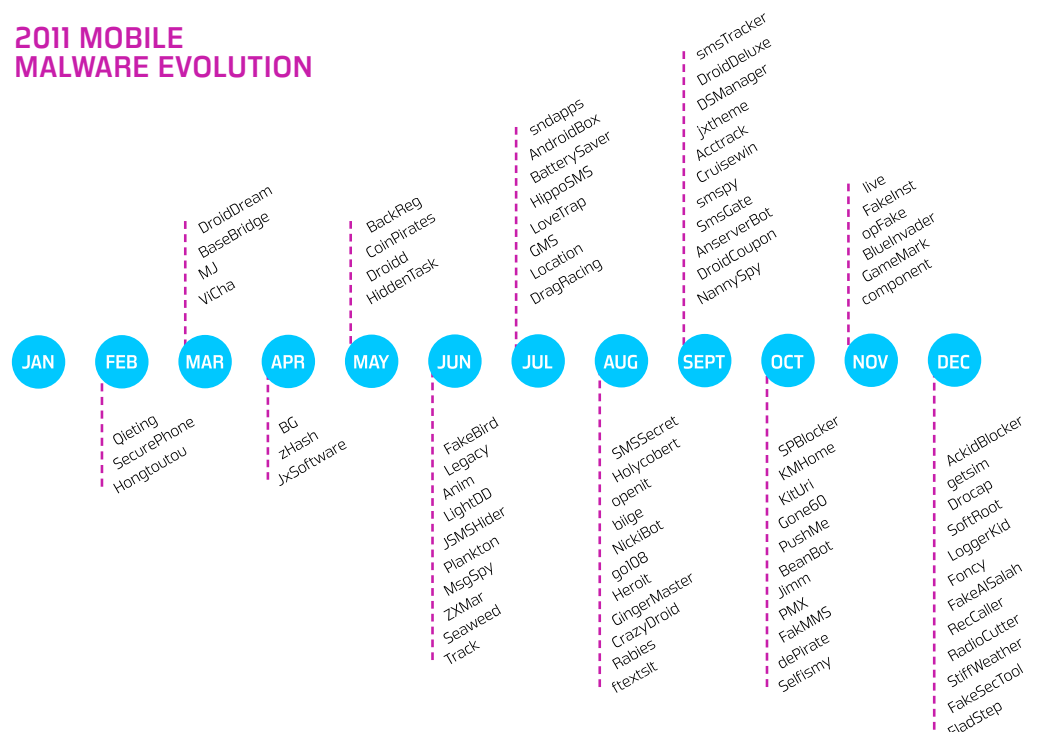 2011 MOBILE
MALWARE EVOLUTION
JAN
FEB
Qieting
SecurePhone
Hongtoutou
MAR
DroidDream
BaseBridge
MJ
ViCha
APR
BG
zHash
JxSoftware
MAY
BackReg
CoinPirates
Droidd
HiddenTask
JUN
FakeBird
Legacy
Anim
LightDD
JSMSHider
Plankton
MsgSpy
ZXMar
Seaweed
Track
JUL
sndapps
AndroidBox
BatterySaver
HippoSMS
LoveTrap
GMS
Location
DragRacing
AUG
SMSSecret
Holycobert
openit
biige
NickiBot
go108
Heroit
GingerMaster
CrazyDroid
Rabies
ftextslt
SEPT
smsTracker
DroidDeluxe
DSManager
jxtheme
Acctrack
Cruisewin
smspy
SmsGate
AnserverBot
DroidCoupon
NannySpy
OCT
SPBlocker
KMHome
KitUri
Gone60
PushMe
BeanBot
Jimm
PMX
FakMMS
dePirate
Selfismy
NOV
live
FakeInst
opFake
BlueInvader
GameMark
component
DEC
AckidBlocker
getsim
Drocap
SoftRoot
LoggerKid
Foncy
FakeAISalah
RecCaller
RadioCutter
StiffWeather
FakeSecTool